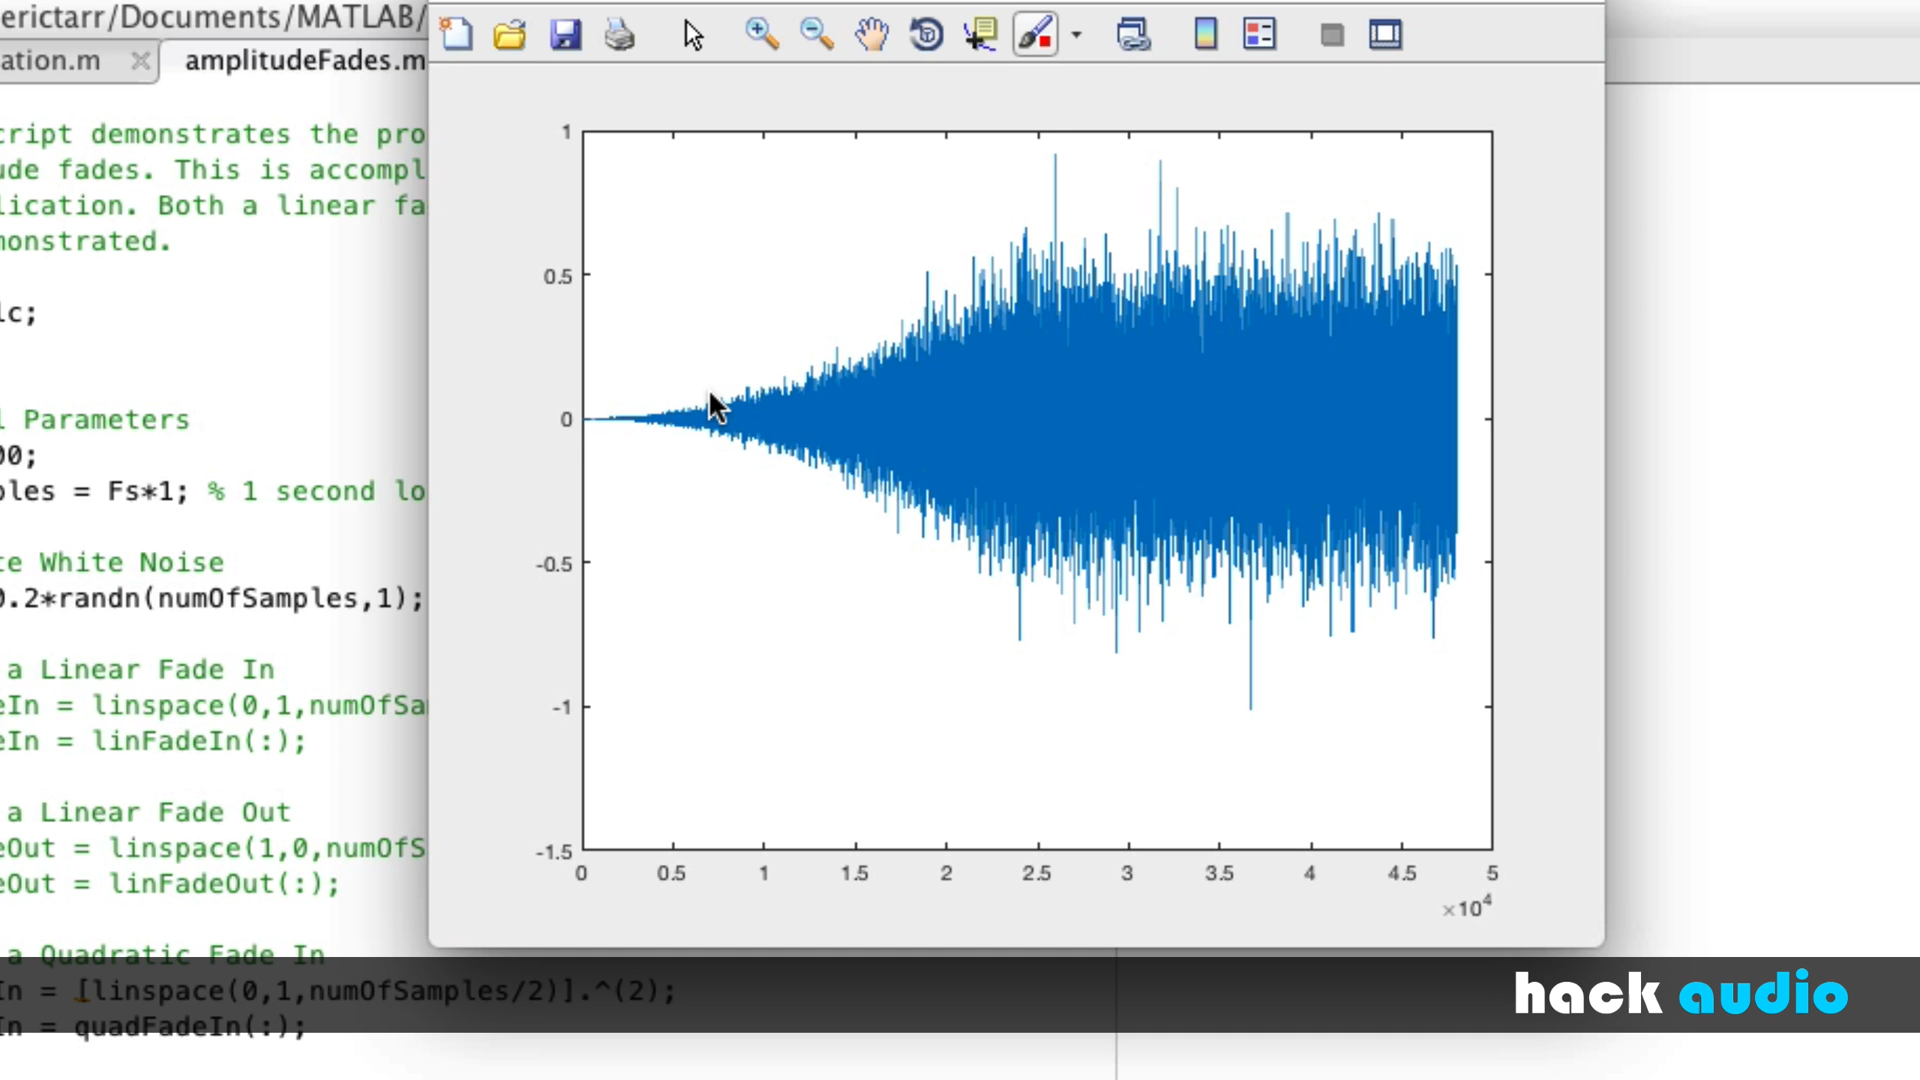 erictarr/Documents/MATLAB/
ation.m
amplitudeFades.m
cript demonstrates the pro
ude fades. This is accompl
lication. Both a linear fa
monstrated.
lc;
l Parameters
00;
ples = Fs*1; % 1 second lo
te White Noise
0.2*randn(numOfSamples,1);
a Linear Fade In
eIn = linspace(0,1,numOfSa
eIn = linFadeIn(:);
a Linear Fade Out
eOut = linspace(1,0,numOfS
eOut = linFadeOut(:);
a Quadratic Fade In
In = [linspace(0,1,numOfSamples/2)].^(2);
In = quadFadeIn(:);
1
0.5
0
-0.5
-1
-1.5
0 0.5 1 1.5 2 2.5 3 3.5 4 4.5 5
×10⁴
hack audio